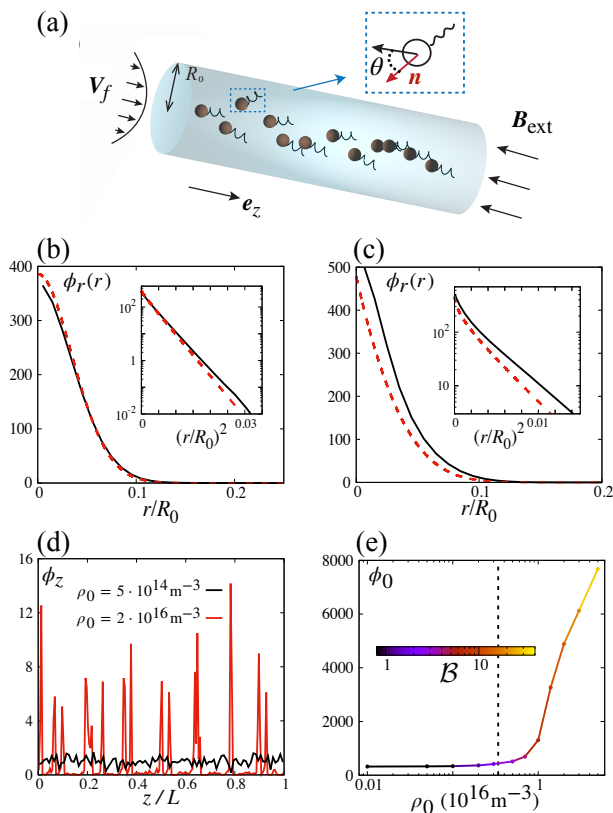 (a)
V_f
R_0
θ
n
B_ext
e_z
(b)
ϕ_r(r)
400
300
200
100
0
10^2
1
10^-2
0
0.03
(r/R_0)^2
0
0.1
0.2
r/R_0
(c)
ϕ_r(r)
500
400
300
200
100
0
10^2
10
0
0.01
(r/R_0)^2
0
0.1
0.2
r/R_0
(d)
ϕ_z
16
12
8
4
0
ρ_0 = 5 · 10^14 m^-3
ρ_0 = 2 · 10^16 m^-3
0
0.2
0.4
0.6
0.8
1
z/L
(e)
ϕ_0
8000
6000
4000
2000
0
1
10
B
0.01
1
ρ_0 (10^16 m^-3)